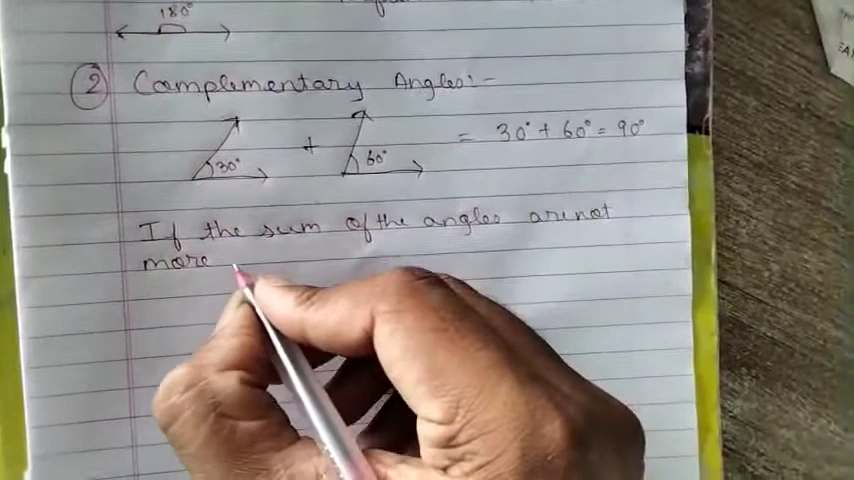 180°
② Complementary Angles:-
30° + 60° = 30° + 60° = 90°
If the sum of the angles are not
more